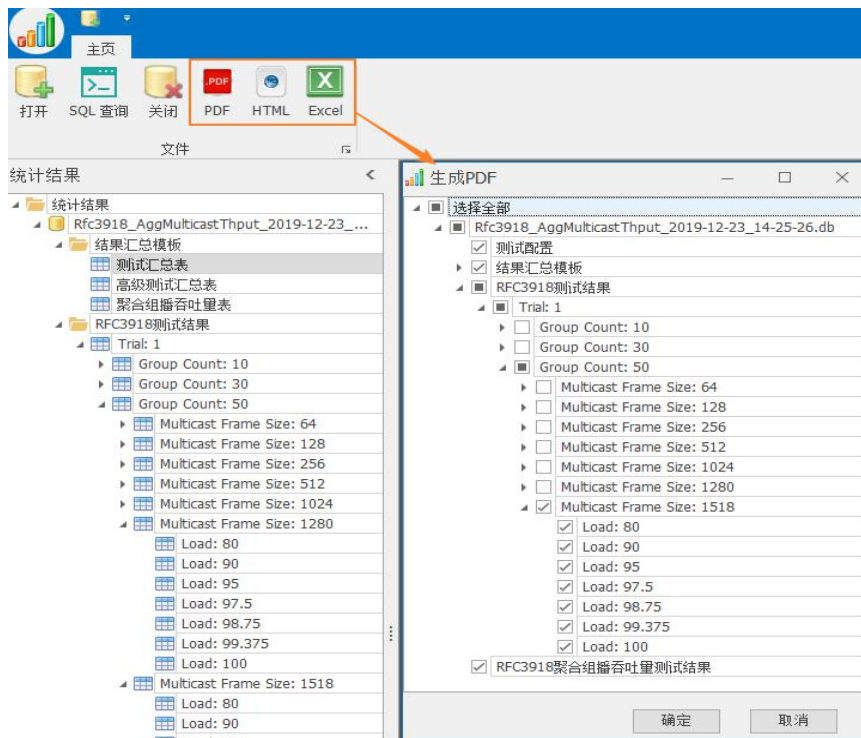 主页
打开
SQL 查询
关闭
.PDF
PDF
HTML
X
Excel
文件
统计结果
统计结果
Rfc3918_AggMulticastThput_2019-12-23_...
结果汇总模板
测试汇总表
高级测试汇总表
聚合组播吞吐量表
RFC3918测试结果
Trial: 1
Group Count: 10
Group Count: 30
Group Count: 50
Multicast Frame Size: 64
Multicast Frame Size: 128
Multicast Frame Size: 256
Multicast Frame Size: 512
Multicast Frame Size: 1024
Multicast Frame Size: 1280
Load: 80
Load: 90
Load: 95
Load: 97.5
Load: 98.75
Load: 99.375
Load: 100
Multicast Frame Size: 1518
Load: 80
Load: 90
生成PDF
选择全部
Rfc3918_AggMulticastThput_2019-12-23_14-25-26.db
测试配置
结果汇总模板
RFC3918测试结果
Trial: 1
Group Count: 10
Group Count: 30
Group Count: 50
Multicast Frame Size: 64
Multicast Frame Size: 128
Multicast Frame Size: 256
Multicast Frame Size: 512
Multicast Frame Size: 1024
Multicast Frame Size: 1280
Multicast Frame Size: 1518
Load: 80
Load: 90
Load: 95
Load: 97.5
Load: 98.75
Load: 99.375
Load: 100
RFC3918聚合组播吞吐量测试结果
确定
取消